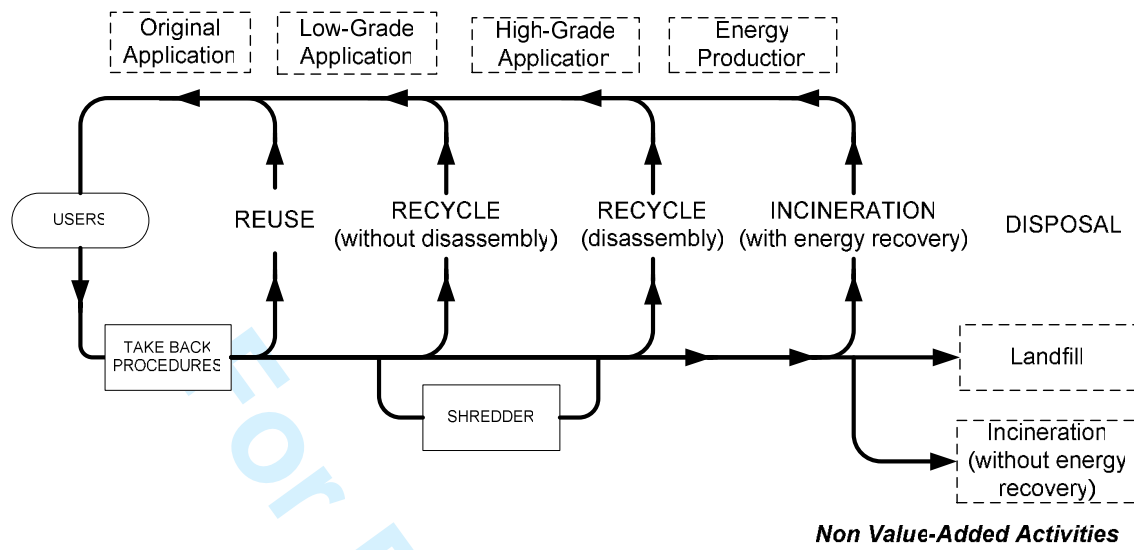 Original
Application
Low-Grade
Application
High-Grade
Application
Energy
Production
USERS
REUSE
RECYCLE
(without disassembly)
RECYCLE
(disassembly)
INCINERATION
(with energy recovery)
DISPOSAL
TAKE BACK
PROCEDURES
SHREDDER
Landfill
Incineration
(without energy
recovery)
Non Value-Added Activities
For